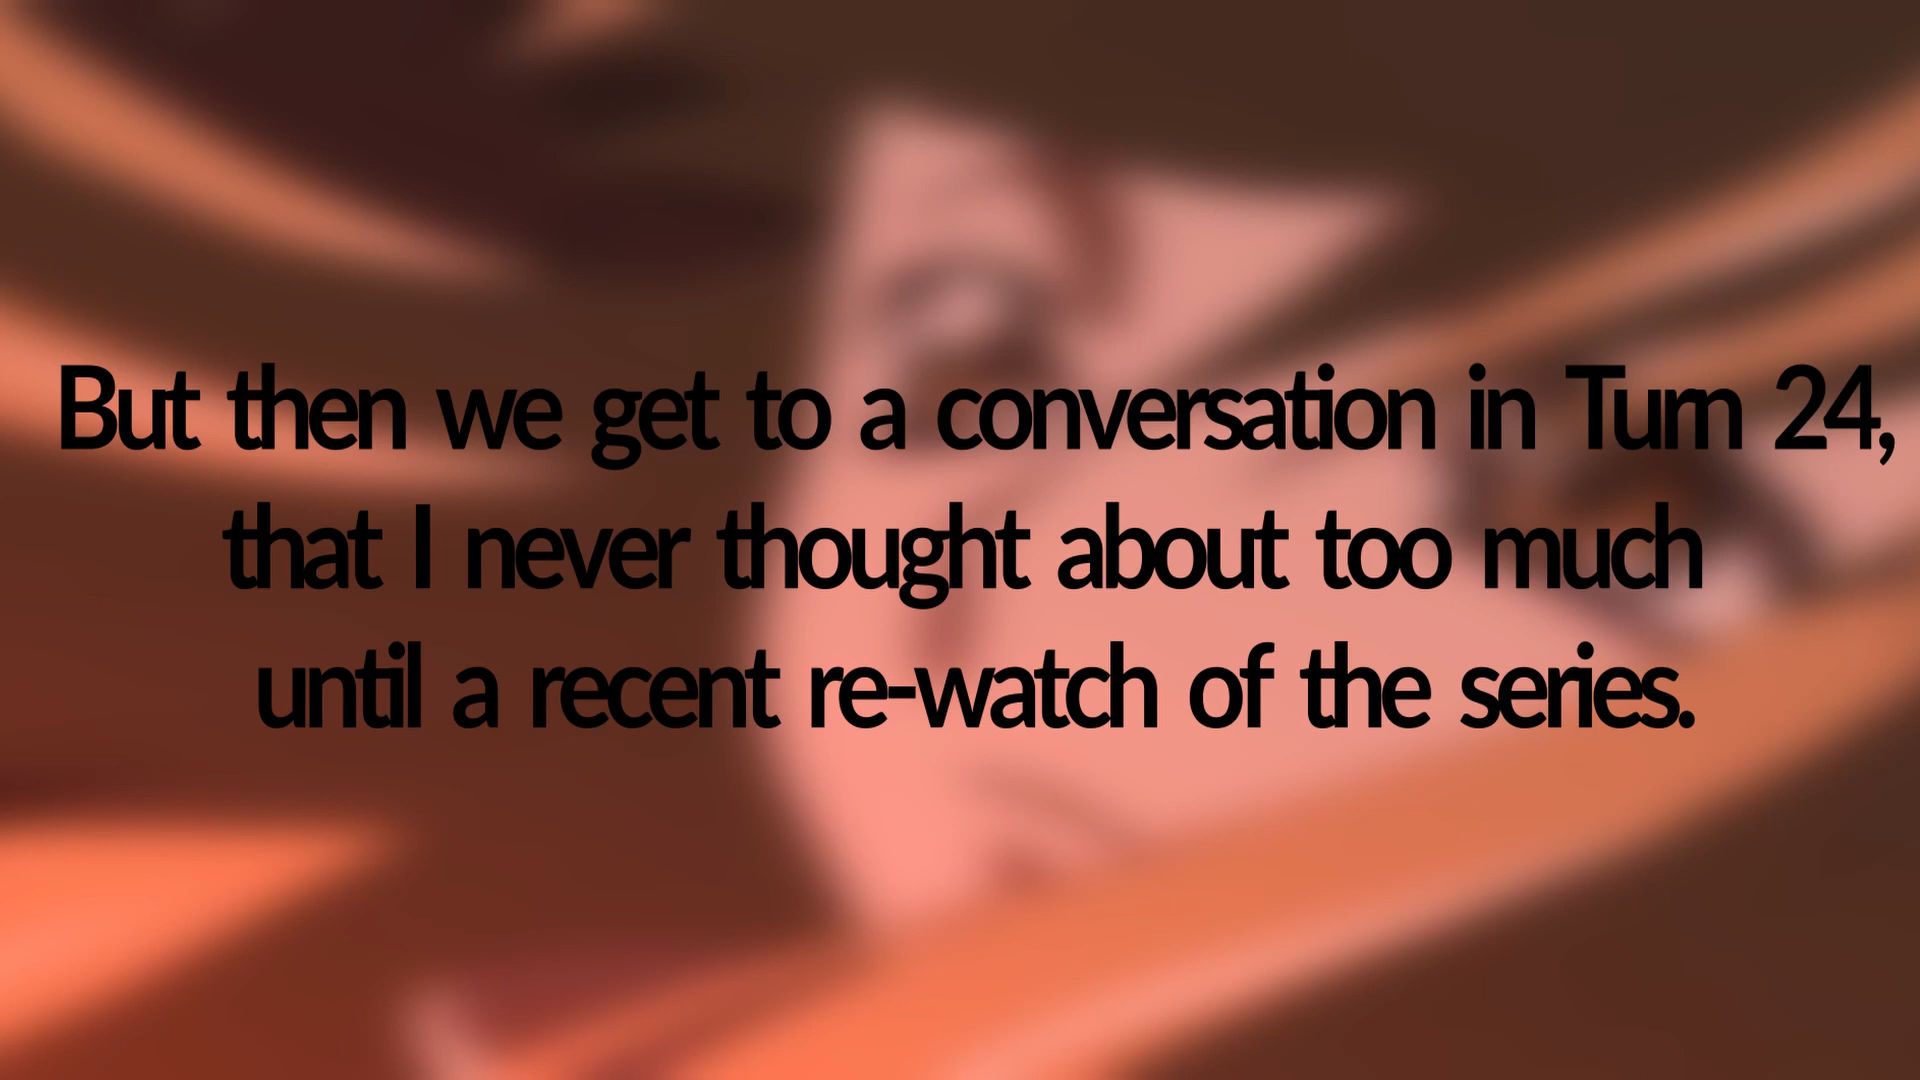 But then we get to a conversation in Turn 24,
that I never thought about too much
until a recent re-watch of the series.